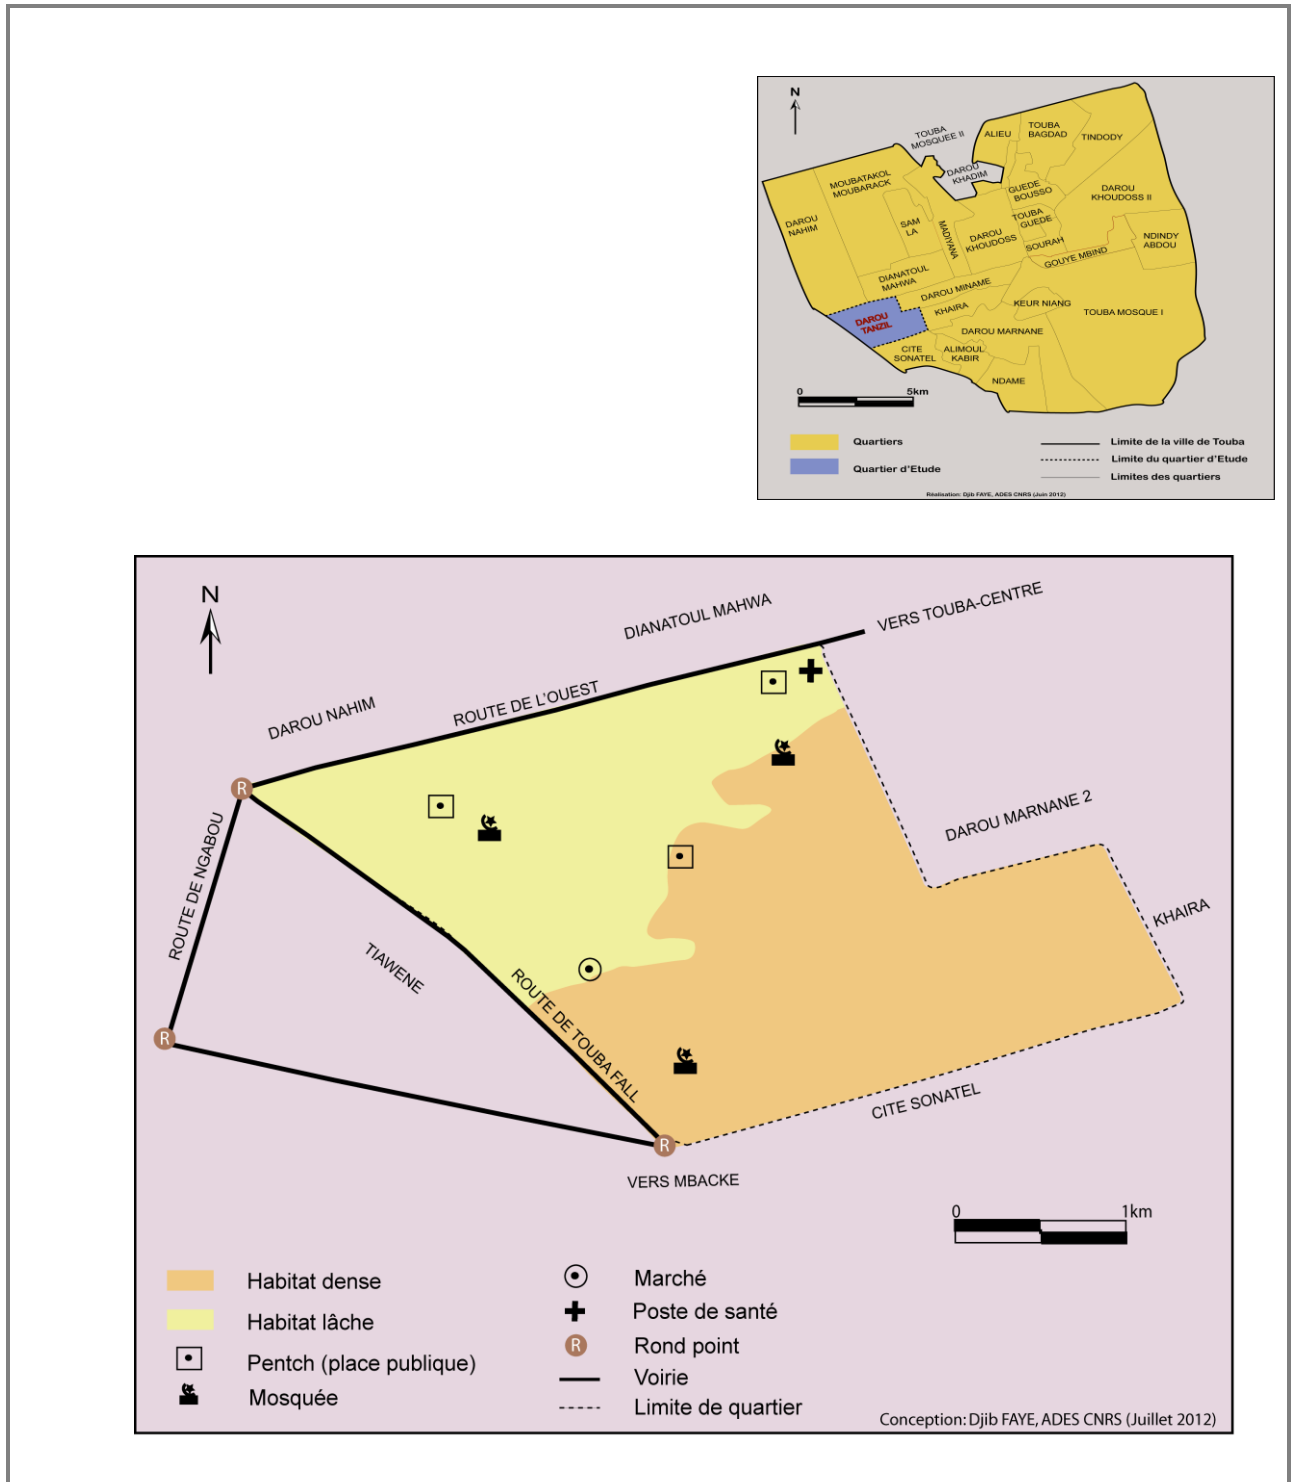 N
TOUBA
MOSQUEE II
ALIEU
TOUBA
BAGDAD
TINDODY
DAROU
KHADIM
MOUBATAKOL
MOUBARACK
GUEDE
BOUSSO
DAROU
KHOUDOSS II
DAROU
NAHIM
SAM
LA
MADIYANA
DAROU
KHOUDOSS
TOUBA
GUEDE
SOURAH
NDINDY
ABDOU
GOUYE MBIND
DIANATOUL
MAHWA
DAROU MINAME
KHAIRA
KEUR NIANG
TOUBA MOSQUE I
DAROU
TANZIL
DAROU MARNANE
CITE
SONATEL
ALIMOUL
KABIR
NDAME
0 5km
Quartiers
Quartier d'Etude
Limite de la ville de Touba
Limite du quartier d'Etude
Limites des quartiers
Réalisation: Djib FAYE, ADES CNRS (Juin 2012)
N
DIANATOUL MAHWA
VERS TOUBA-CENTRE
DAROU NAHIM
ROUTE DE L'OUEST
R
ROUTE DE NGABOU
DAROU MARNANE 2
KHAIRA
TIAWENE
ROUTE DE TOUBA FALL
R
CITE SONATEL
R
VERS MBACKE
0 1km
Habitat dense
Habitat lâche
Pentch (place publique)
Mosquée
Marché
Poste de santé
R Rond point
Voirie
Limite de quartier
Conception: Djib FAYE, ADES CNRS (Juillet 2012)